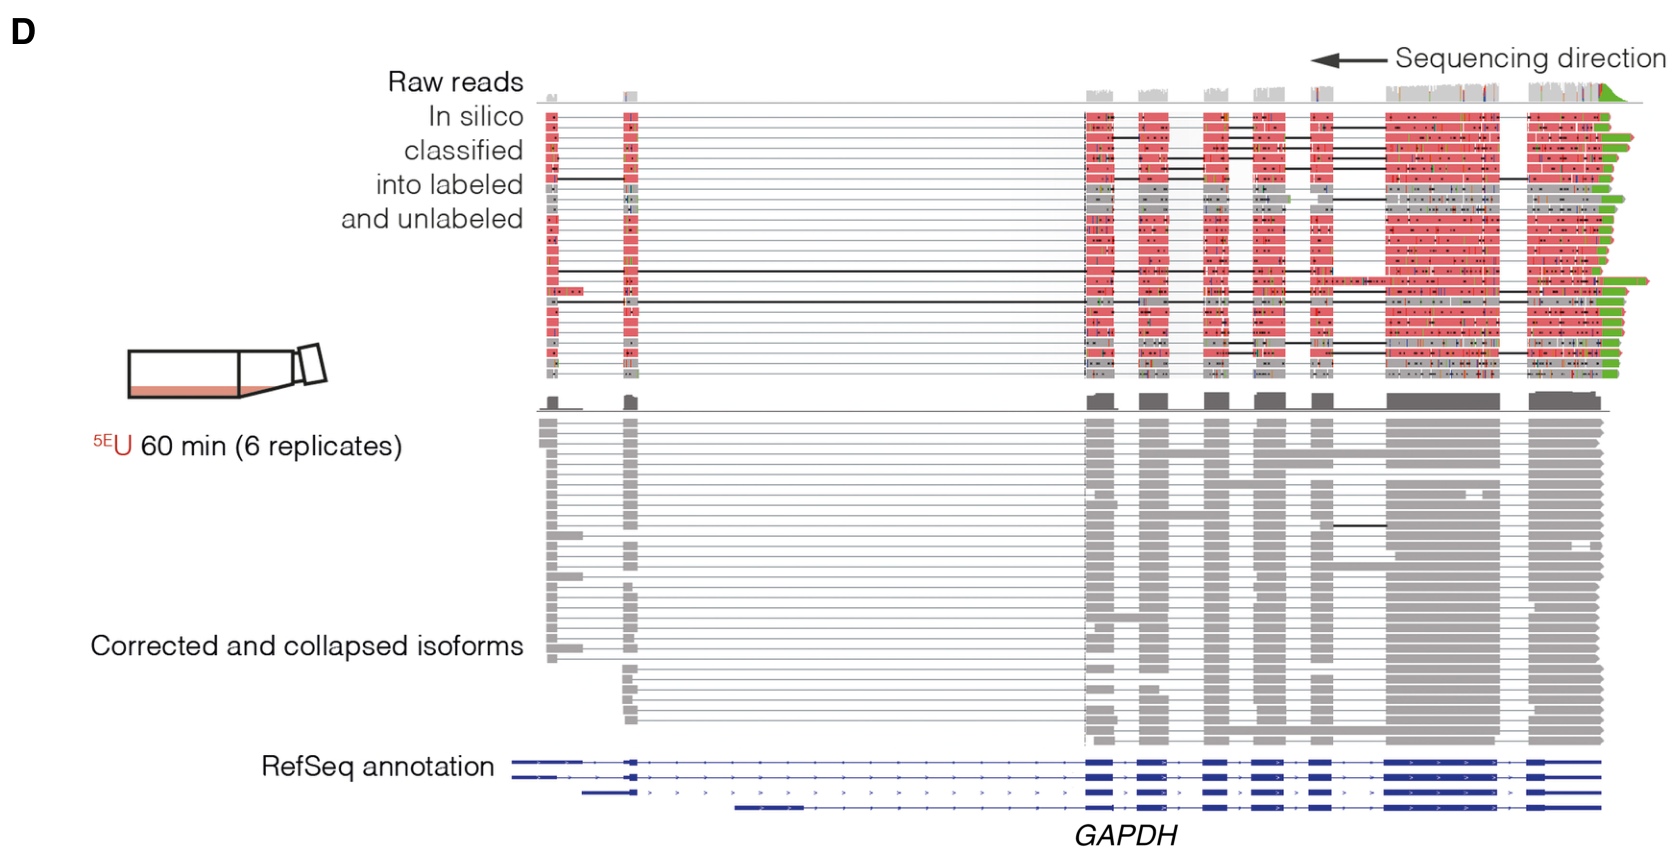 D
Sequencing direction
Raw reads
In silico
classified
into labeled
and unlabeled
5EU 60 min (6 replicates)
Corrected and collapsed isoforms
RefSeq annotation
GAPDH